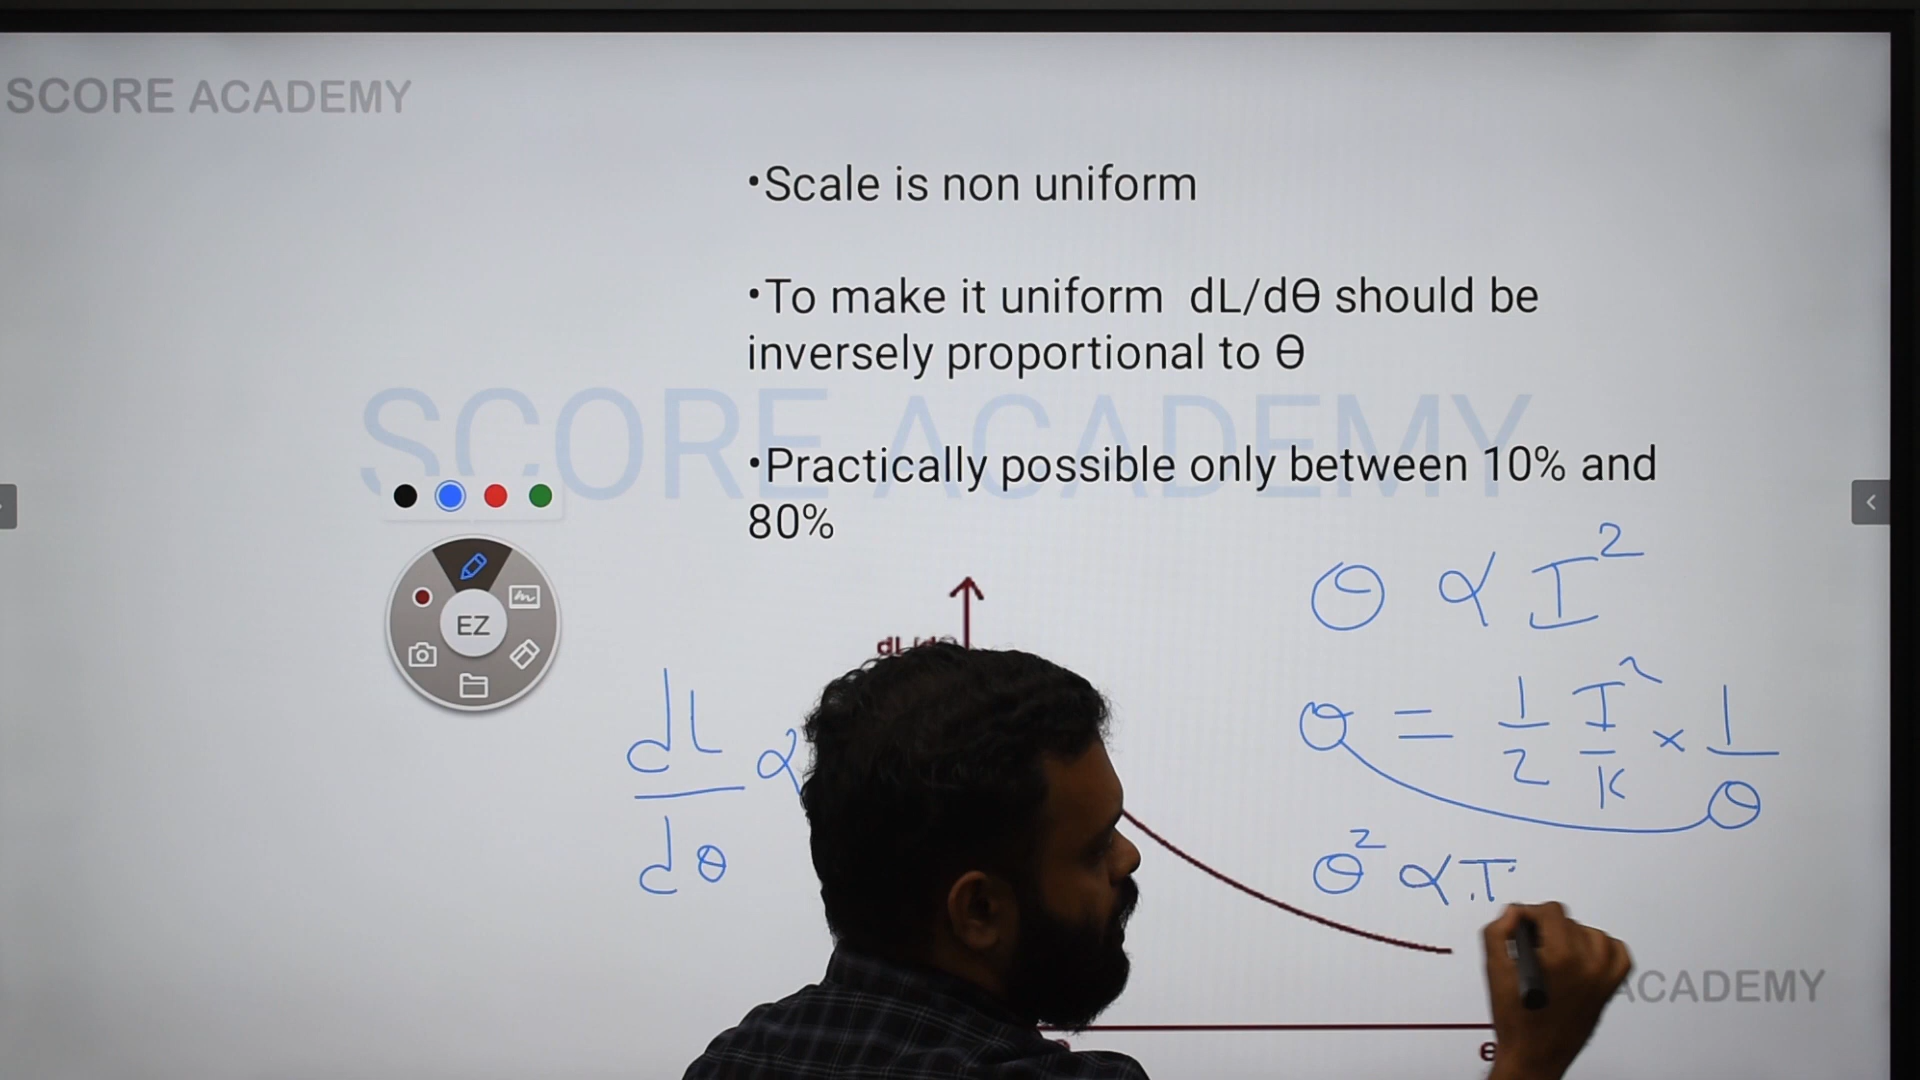 SCORE ACADEMY
•Scale is non uniform
•To make it uniform dL/dθ should be
inversely proportional to θ
SCORE ACADEMY
•Practically possible only between 10% and
80%
EZ
θ ∝ I²
θ = 1/2 I²/K × 1/θ
dL/dθ ∝
θ² ∝ I
ACADEMY